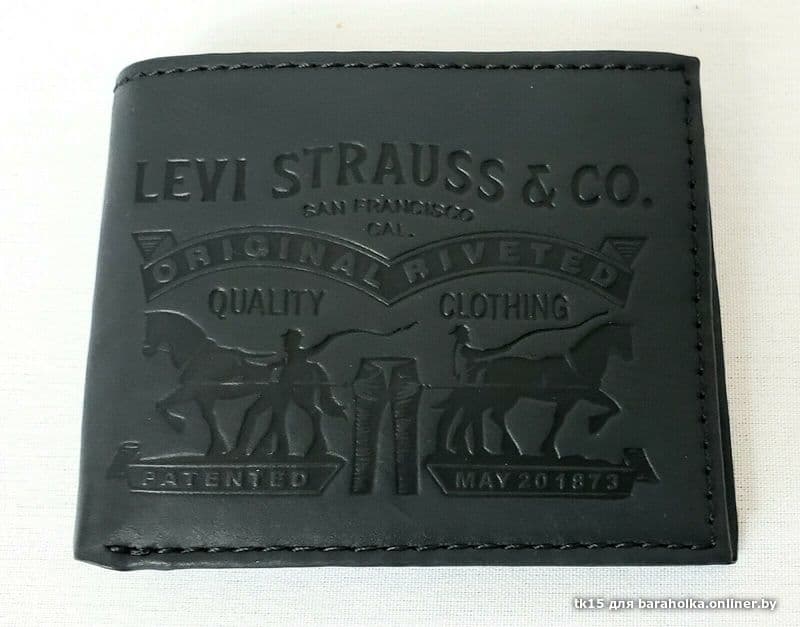 LEVI STRAUSS & CO.
SAN FRANCISCO
CAL.
ORIGINAL RIVETED
QUALITY CLOTHING
PATENTED MAY 20 1873
tk15 для baraholka.onliner.by